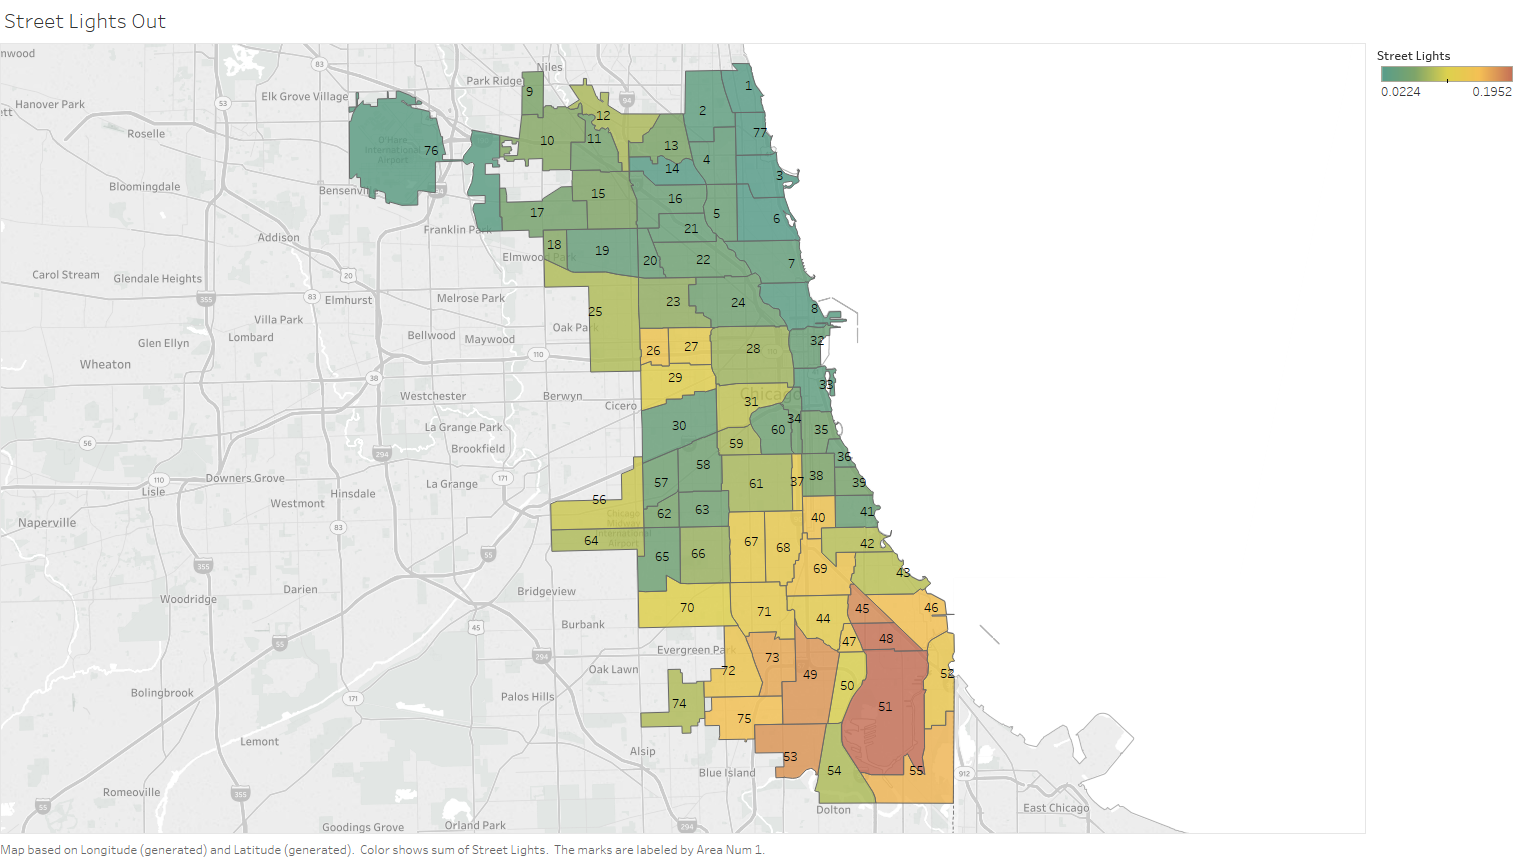 Street Lights Out
Street Lights
0.0224 0.1952
nwood
Niles
83
Park Ridge
1
9
Elk Grove Village
94
Hanover Park
53
2
12
ett
Roselle
77
O'Hare
International
Airport
76
10
11
13
4
14
3
Bloomingdale
Bensenvi
15
16
17
5
6
Franklin Park
21
Addison
18
19
Elmwood Park
20
22
7
Carol Stream
Glendale Heights
20
355
83
Elmhurst
Melrose Park
23
24
8
25
Villa Park
Oak Park
Lombard
Bellwood
Maywood
32
Glen Ellyn
26
27
28
110
Wheaton
29
38
33
Westchester
Berwyn
Chicago
Cicero
31
34
30
60
35
La Grange Park
56
59
Brookfield
294
36
58
Downers Grove
171
110
La Grange
57
61
37
38
39
Lisle
Hinsdale
56
Westmont
62
63
41
Chicago
Midway
International
Airport
40
Naperville
83
64
67
68
42
65
66
55
355
69
43
Darien
Bridgeview
Woodridge
70
71
45
46
44
Burbank
45
47
48
55
Evergreen Park
294
73
Oak Lawn
72
49
52
50
Bolingbrook
171
Palos Hills
74
51
75
Lemont
Alsip
53
Blue Island
54
55
912
Romeoville
355
55
Dolton
East Chicago
Goodings Grove
Orland Park
294
Map based on Longitude (generated) and Latitude (generated).  Color shows sum of Street Lights.  The marks are labeled by Area Num 1.